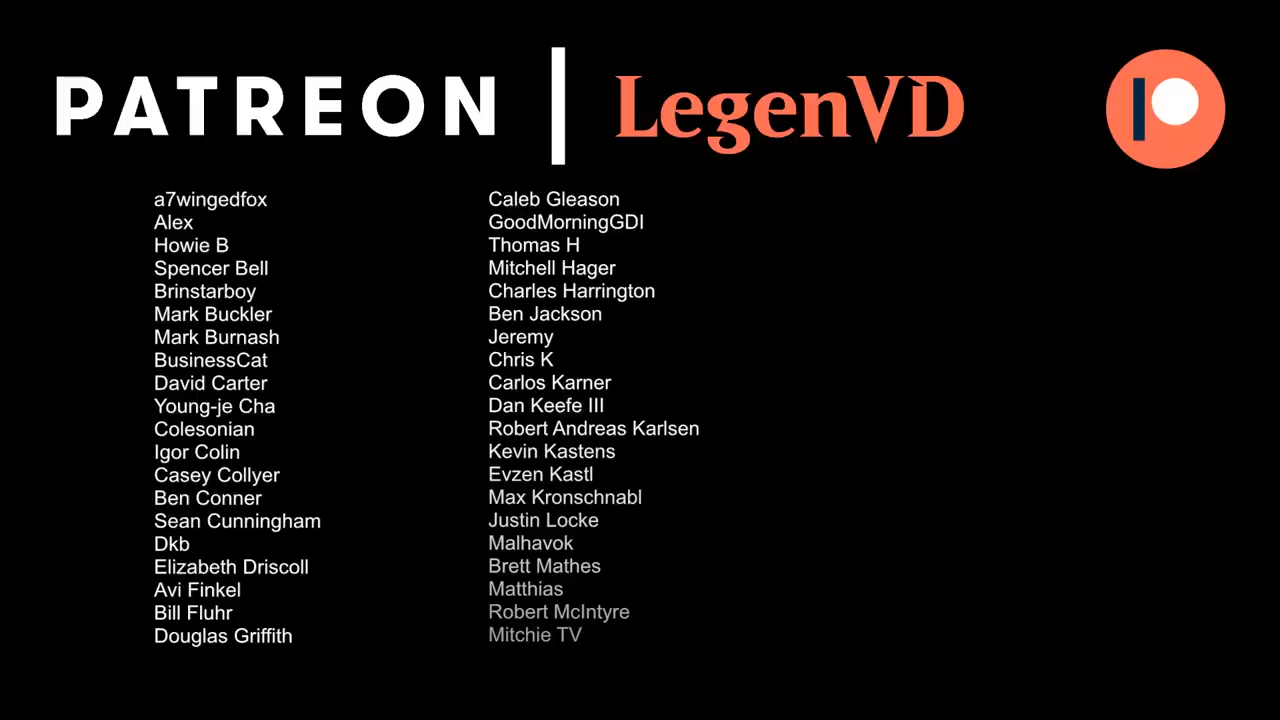 PATREON | LegenVD
a7wingedfox
Alex
Howie B
Spencer Bell
Brinstarboy
Mark Buckler
Mark Burnash
BusinessCat
David Carter
Young-je Cha
Colesonian
Igor Colin
Casey Collyer
Ben Conner
Sean Cunningham
Dkb
Elizabeth Driscoll
Avi Finkel
Bill Fluhr
Douglas Griffith
Caleb Gleason
GoodMorningGDI
Thomas H
Mitchell Hager
Charles Harrington
Ben Jackson
Jeremy
Chris K
Carlos Karner
Dan Keefe III
Robert Andreas Karlsen
Kevin Kastens
Evzen Kastl
Max Kronschnabl
Justin Locke
Malhavok
Brett Mathes
Matthias
Robert McIntyre
Mitchie TV